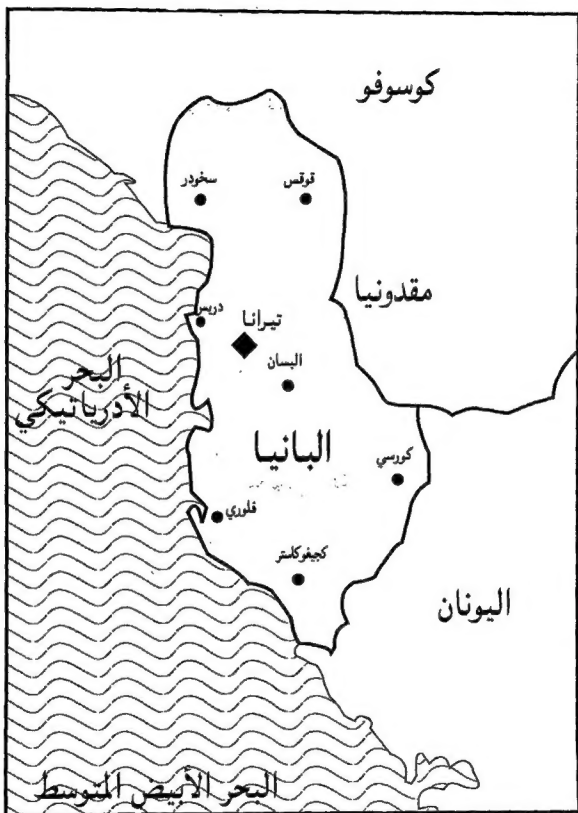 كوسوفو
سخودر
قوقس
مقدونيا
دريس
تيرانا
البسان
البحر
الأدرياتيكي
البانيا
كورسي
فلوري
كجيفوكاستر
اليونان
البحر الأبيض المتوسط